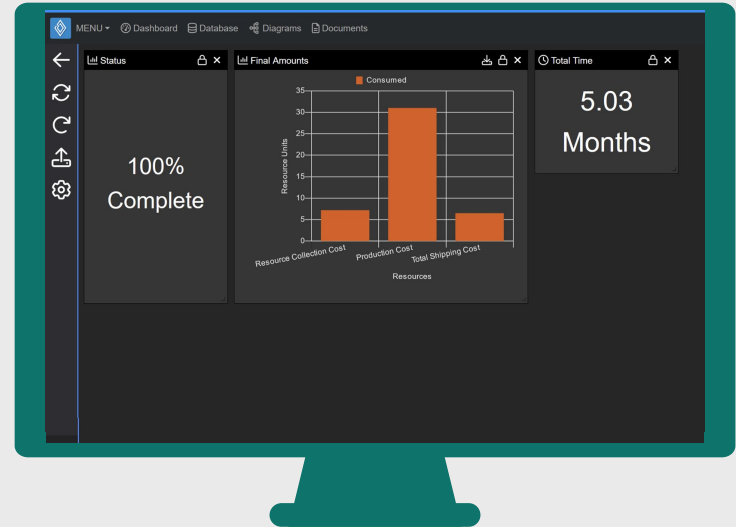 MENU Dashboard Database Diagrams Documents
Status
100%
Complete
Final Amounts
Consumed
Resource Units
35
30
25
20
15
10
5
0
Resource Collection Cost
Production Cost
Total Shipping Cost
Resources
Total Time
5.03
Months